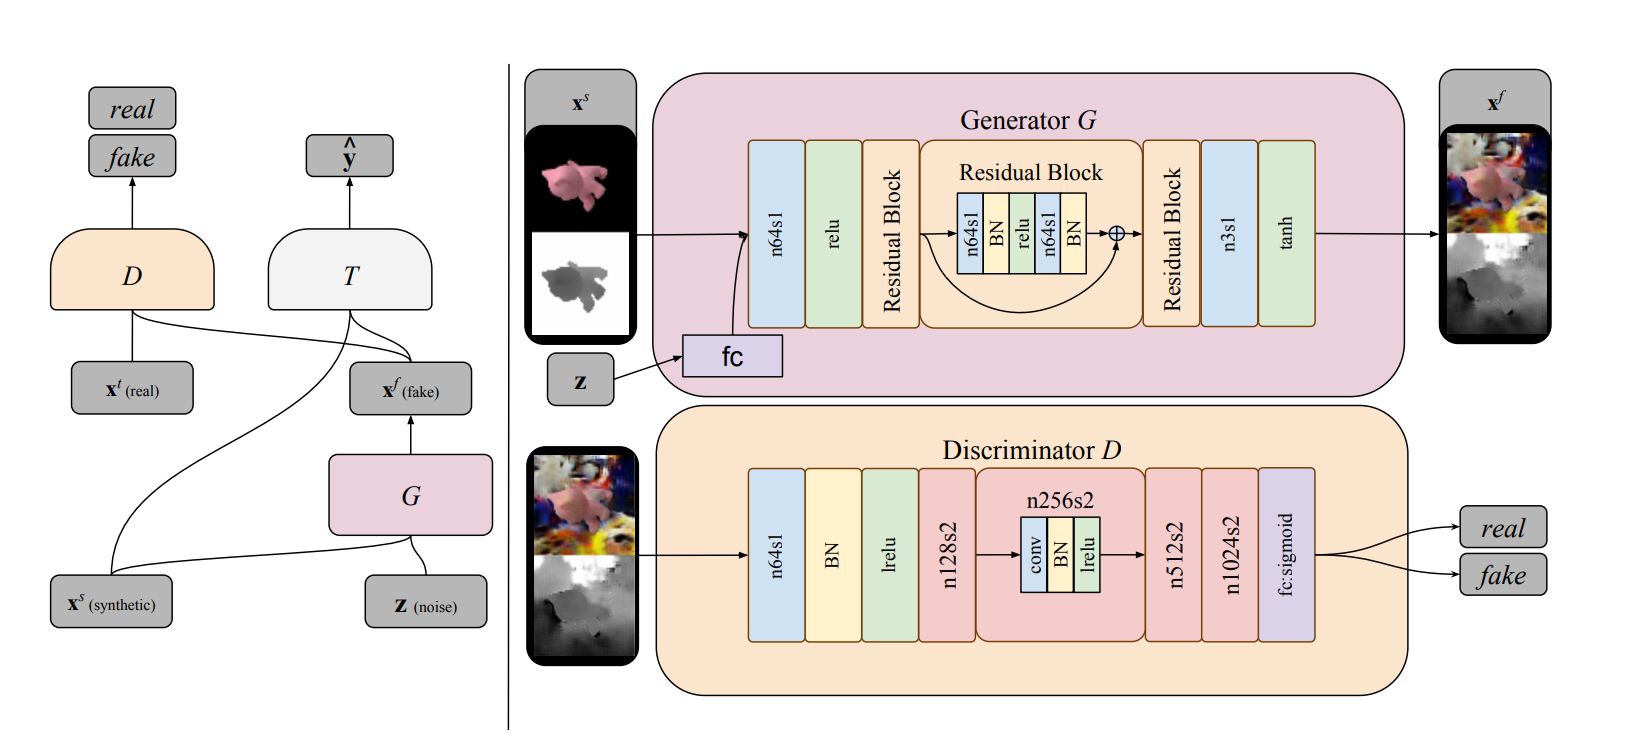 real
fake
ŷ
D
T
x^t (real)
x^f (fake)
G
x^s (synthetic)
z (noise)
x^s
Generator G
n64s1
relu
Residual Block
Residual Block
n64s1
BN
relu
n64s1
BN
Residual Block
n3s1
tanh
fc
z
x^f
Discriminator D
n64s1
BN
lrelu
n128s2
n256s2
conv
BN
lrelu
n512s2
n1024s2
fc:sigmoid
real
fake